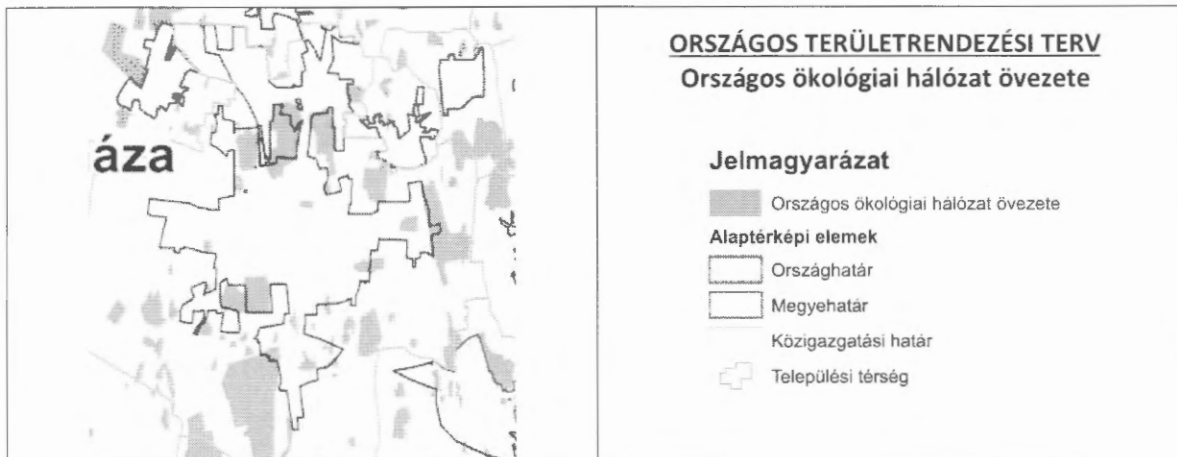 áza
ORSZÁGOS TERÜLETRENDEZÉSI TERV
Országos ökológiai hálózat övezete
Jelmagyarázat
Országos ökológiai hálózat övezete
Alaptérképi elemek
Országhatár
Megyehatár
Közigazgatási határ
Települési térség